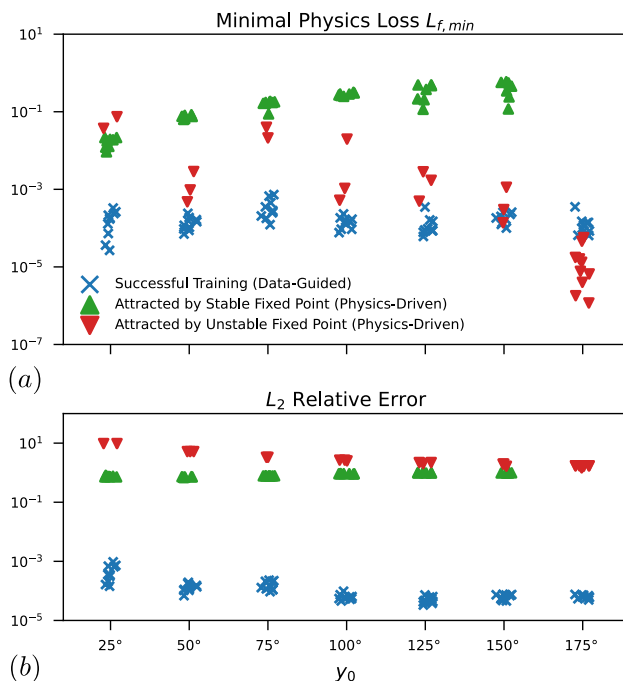 Minimal Physics Loss L_{f,min}
10^1
10^{-1}
10^{-3}
10^{-5}
10^{-7}
Successful Training (Data-Guided)
Attracted by Stable Fixed Point (Physics-Driven)
Attracted by Unstable Fixed Point (Physics-Driven)
(a)
L_2 Relative Error
10^1
10^{-1}
10^{-3}
10^{-5}
25° 50° 75° 100° 125° 150° 175°
(b)
y_0